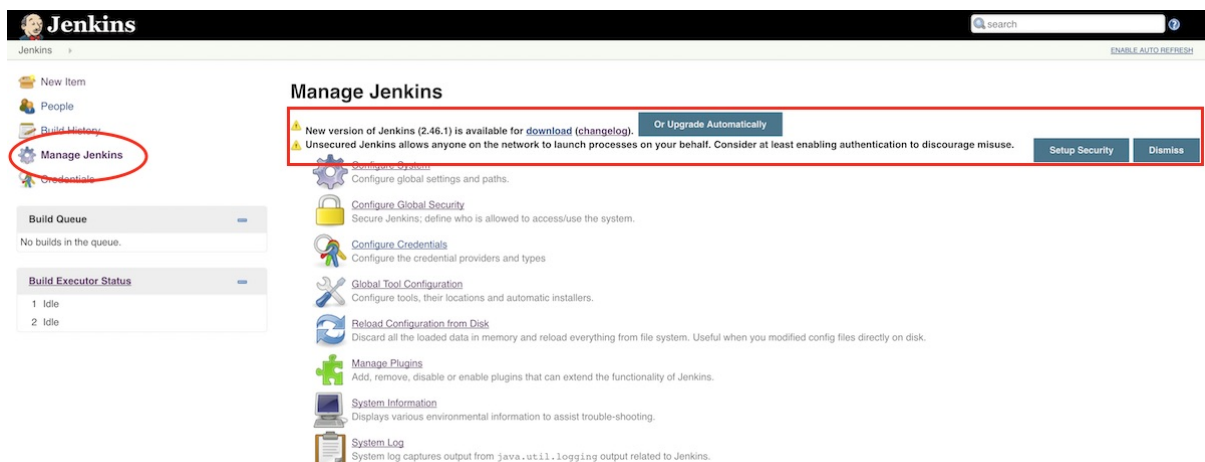 Jenkins
search
Jenkins
ENABLE AUTO REFRESH
New Item
People
Build History
Manage Jenkins
Credentials
Build Queue
No builds in the queue.
Build Executor Status
1 Idle
2 Idle
Manage Jenkins
New version of Jenkins (2.46.1) is available for download (changelog). Or Upgrade Automatically
Unsecured Jenkins allows anyone on the network to launch processes on your behalf. Consider at least enabling authentication to discourage misuse. Setup Security Dismiss
Configure System
Configure global settings and paths.
Configure Global Security
Secure Jenkins; define who is allowed to access/use the system.
Configure Credentials
Configure the credential providers and types
Global Tool Configuration
Configure tools, their locations and automatic installers.
Reload Configuration from Disk
Discard all the loaded data in memory and reload everything from file system. Useful when you modified config files directly on disk.
Manage Plugins
Add, remove, disable or enable plugins that can extend the functionality of Jenkins.
System Information
Displays various environmental information to assist trouble-shooting.
System Log
System log captures output from java.util.logging output related to Jenkins.